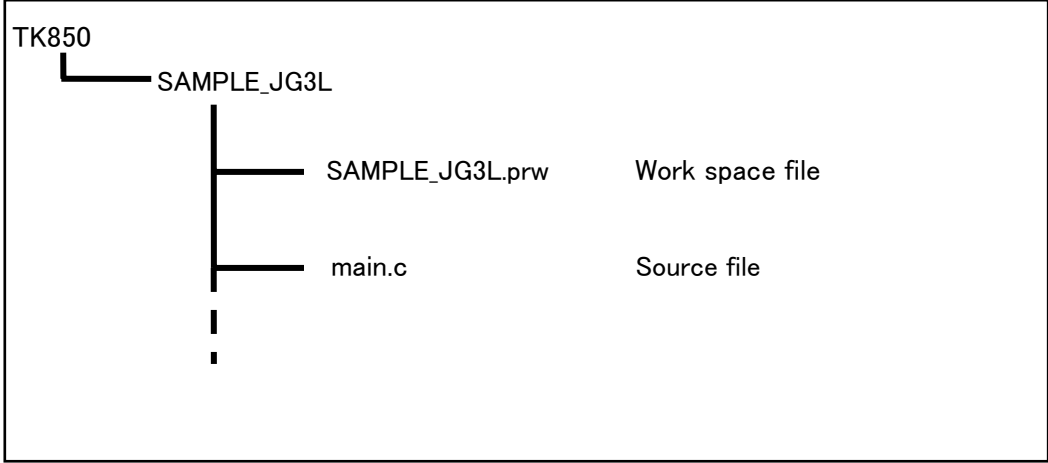 TK850
SAMPLE_JG3L
SAMPLE_JG3L.prw Work space file
main.c Source file